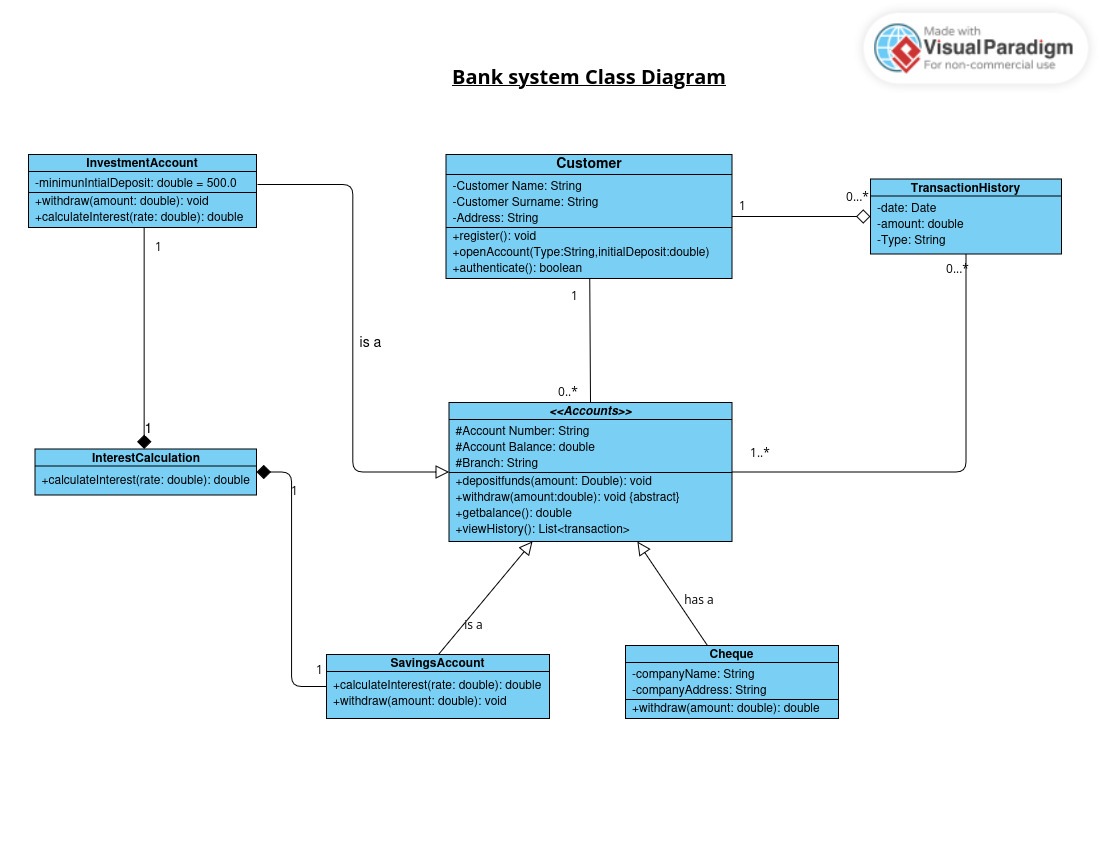 Made with
Visual Paradigm
For non-commercial use
Bank system Class Diagram
InvestmentAccount
-minimunIntialDeposit: double = 500.0
+withdraw(amount: double): void
+calculateInterest(rate: double): double
1
Customer
-Customer Name: String
-Customer Surname: String
-Address: String
+register(): void
+openAccount(Type:String,initialDeposit:double)
+authenticate(): boolean
1
0...*
TransactionHistory
-date: Date
-amount: double
-Type: String
0...*
1
is a
0..*
<<Accounts>>
#Account Number: String
#Account Balance: double
#Branch: String
+depositfunds(amount: Double): void
+withdraw(amount:double): void {abstract}
+getbalance(): double
+viewHistory(): List<transaction>
1..*
1
InterestCalculation
+calculateInterest(rate: double): double
1
is a
has a
1
SavingsAccount
+calculateInterest(rate: double): double
+withdraw(amount: double): void
Cheque
-companyName: String
-companyAddress: String
+withdraw(amount: double): double